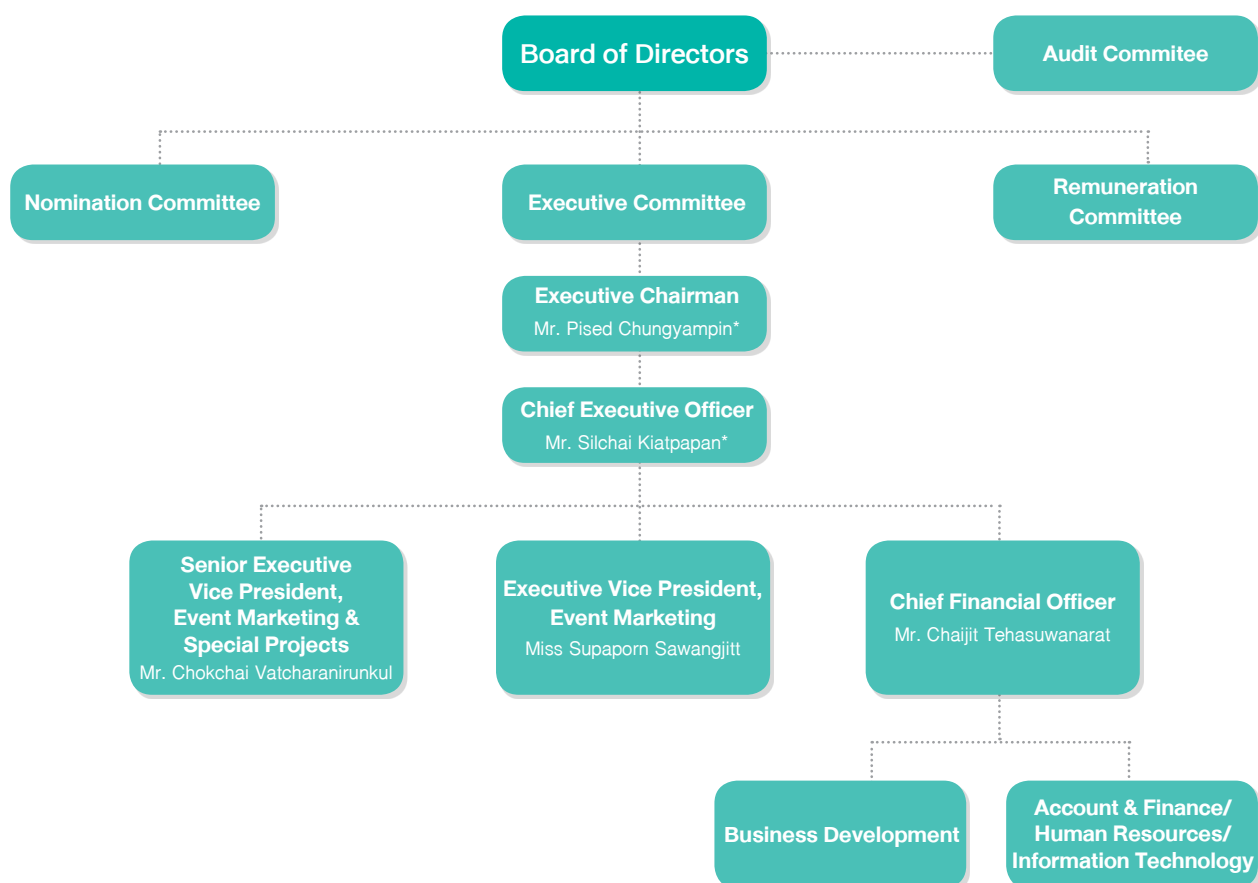 Board of Directors
Audit Commitee
Nomination Committee
Executive Committee
Remuneration
Committee
Executive Chairman
Mr. Pised Chungyampin*
Chief Executive Officer
Mr. Silchai Kiatpapan*
Senior Executive
Vice President,
Event Marketing &
Special Projects
Mr. Chokchai Vatcharanirunkul
Executive Vice President,
Event Marketing
Miss Supaporn Sawangjitt
Chief Financial Officer
Mr. Chaijit Tehasuwanarat
Business Development
Account & Finance/
Human Resources/
Information Technology